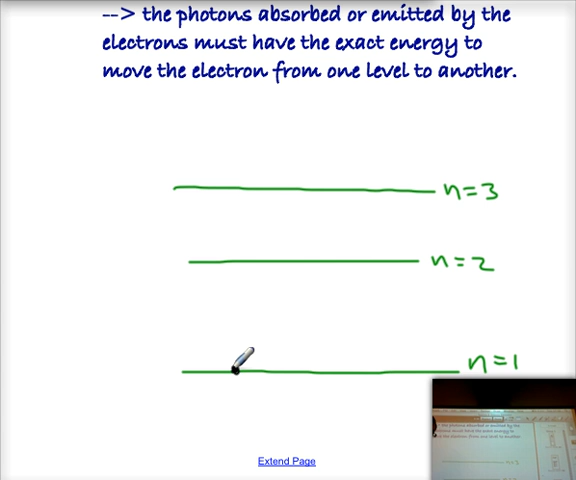 --> the photons absorbed or emitted by the
electrons must have the exact energy to
move the electron from one level to another.
n=3
n=2
n=1
Extend Page